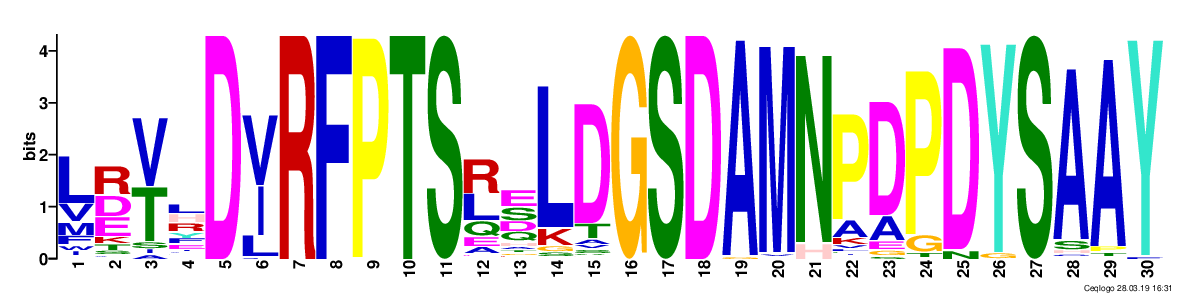 4
3
2
1
0
bits
L V M F R D E K T V T S A L H R Y F D V I L R F P T S R L Q E A E S D Q L K G S D T A V S G S D A M N H P A K V D A E G P G T D N Y G S A S A Y
1 2 3 4 5 6 7 8 9 10 11 12 13 14 15 16 17 18 19 20 21 22 23 24 25 26 27 28 29 30
Ceqlogo 28.03.19 16:31